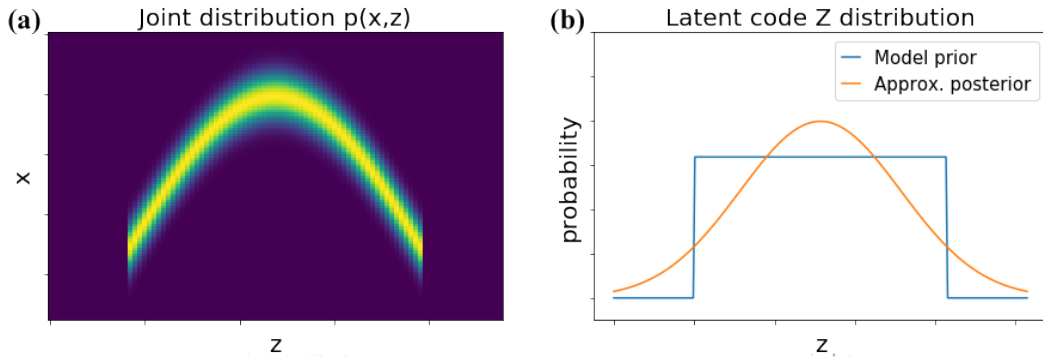 (a)
Joint distribution p(x,z)
x
z
(b)
Latent code Z distribution
Model prior
Approx. posterior
probability
z